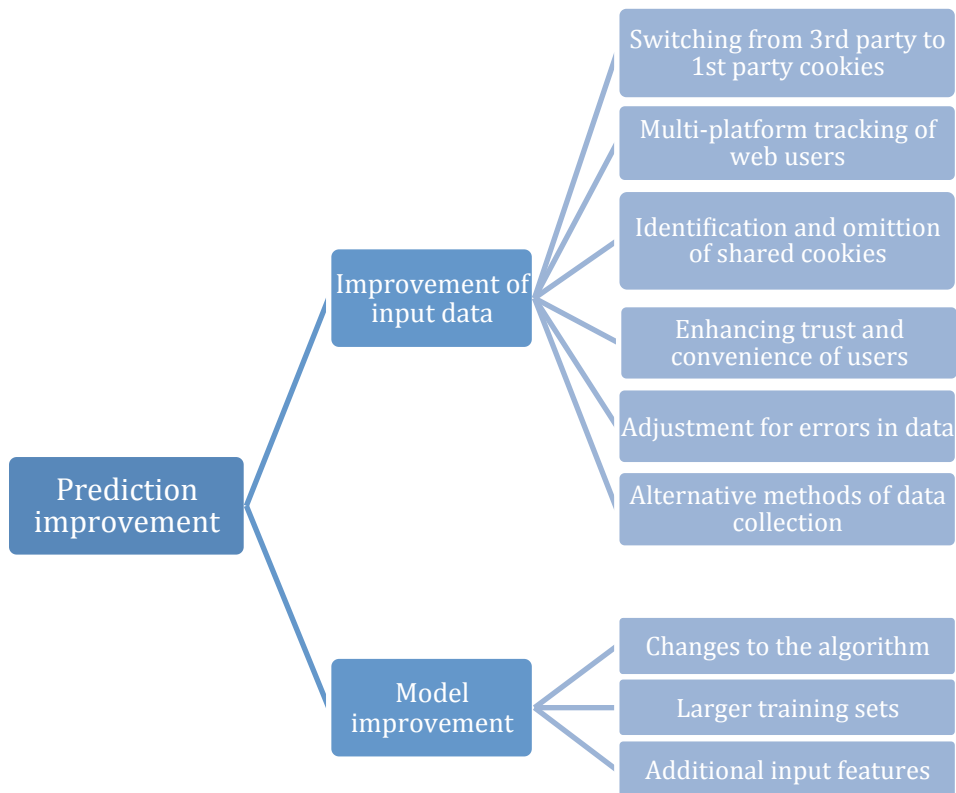 Prediction
improvement
Improvement of
input data
Switching from 3rd party to
1st party cookies
Multi-platform tracking of
web users
Identification and omittion
of shared cookies
Enhancing trust and
convenience of users
Adjustment for errors in data
Alternative methods of data
collection
Model
improvement
Changes to the algorithm
Larger training sets
Additional input features